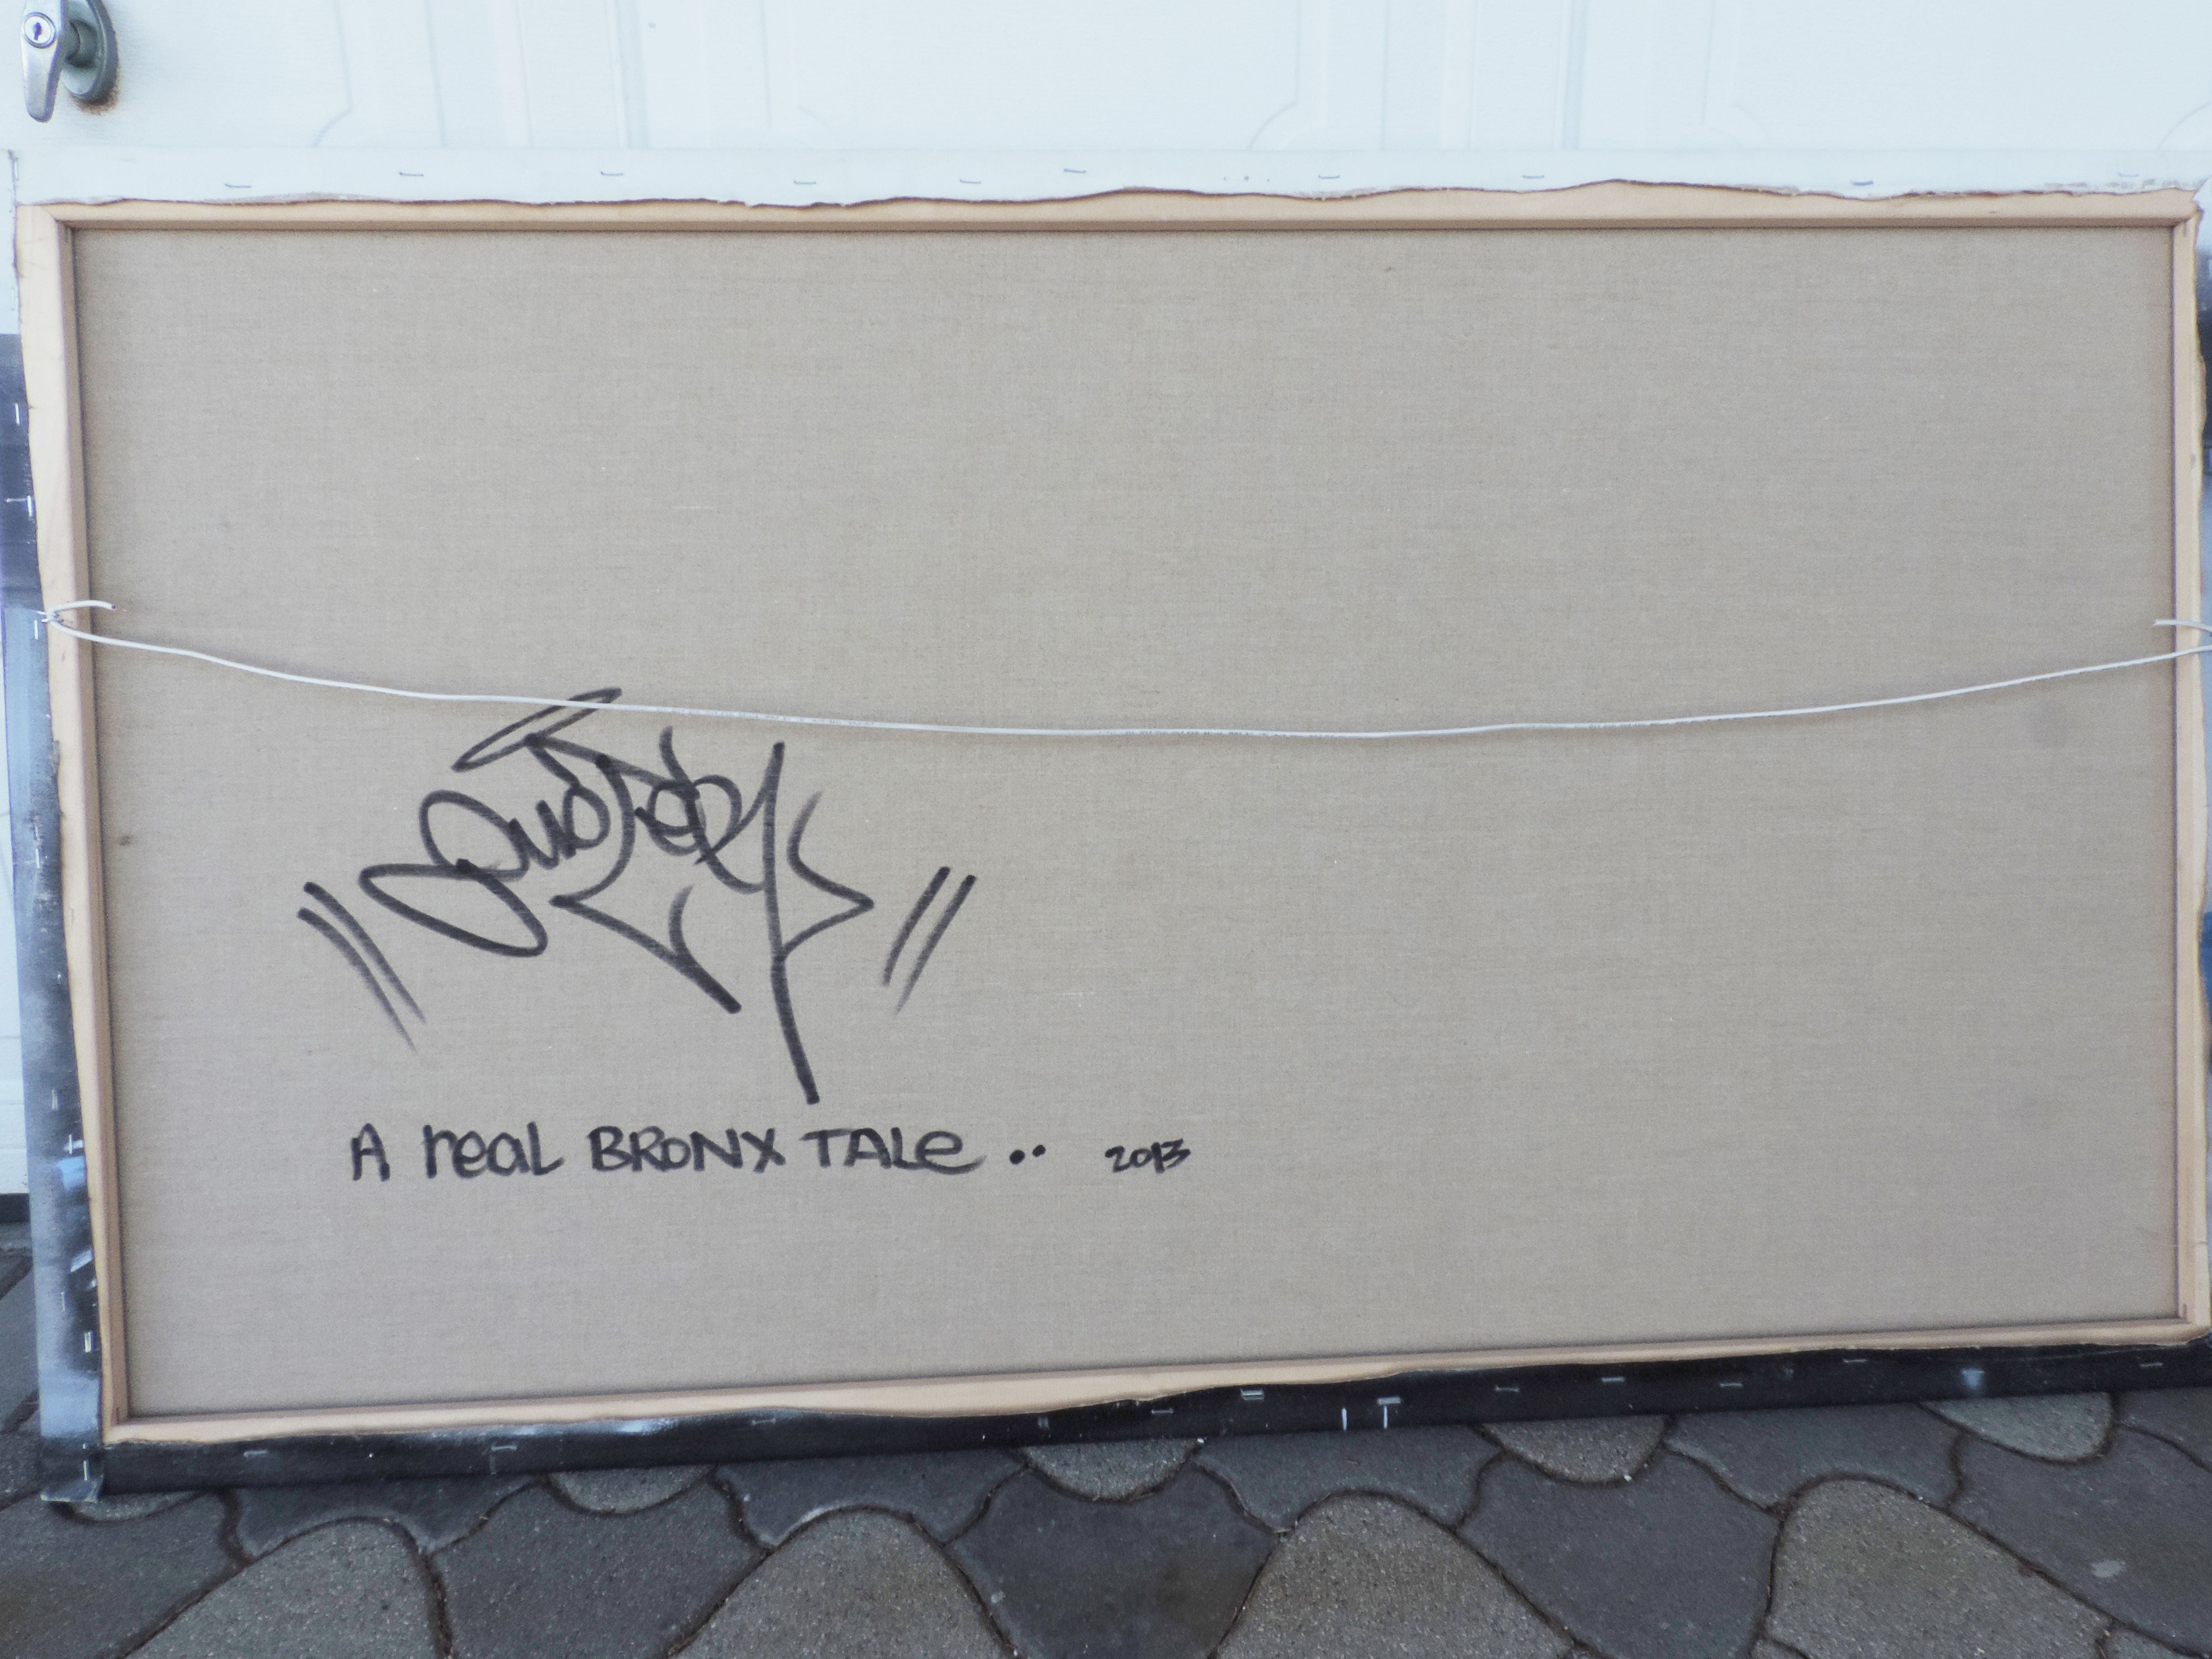 A real BRONX TALe .. 2013